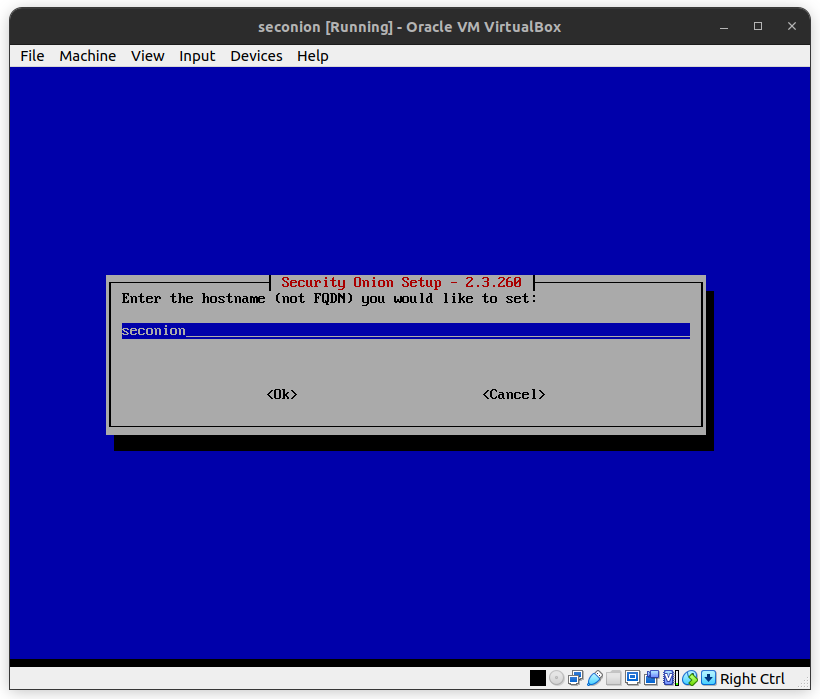 seconion [Running] - Oracle VM VirtualBox
File Machine View Input Devices Help
Security Onion Setup - 2.3.260
Enter the hostname (not FQDN) you would like to set:
seconion
<Ok> <Cancel>
Right Ctrl